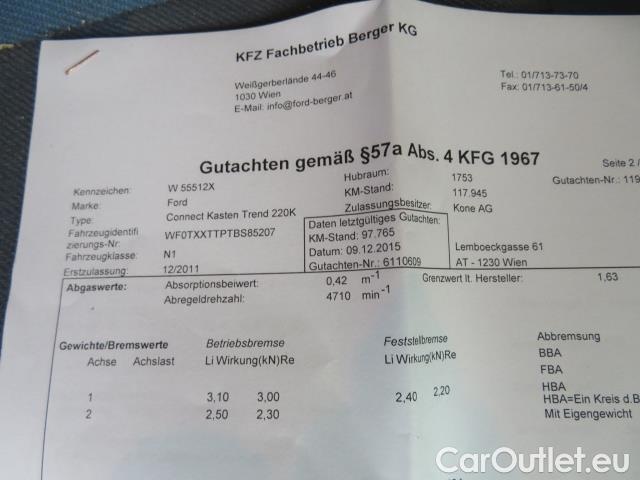 KFZ Fachbetrieb Berger KG
Weißgerberlände 44-46
1030 Wien
E-Mail: info@ford-berger.at
Tel.: 01/713-73-70
Fax: 01/713-61-50/4
Gutachten gemäß §57a Abs. 4 KFG 1967
Seite 2 /
Gutachten-Nr.: 119
Kennzeichen: W 55512X
Marke: Ford
Type: Connect Kasten Trend 220K
Fahrzeugidentifi
zierungs-Nr: WF0TXXTTPTBS85207
Fahrzeugklasse: N1
Erstzulassung: 12/2011
Hubraum: 1753
KM-Stand: 117.945
Zulassungsbesitzer: Kone AG
Lemboeckgasse 61
AT - 1230 Wien
Daten letztgültiges Gutachten:
KM-Stand: 97.765
Datum: 09.12.2015
Gutachten-Nr.: 6110609
Abgaswerte: Absorptionsbeiwert: 0,42 m-1 Grenzwert lt. Hersteller: 1,63
Abregeldrehzahl: 4710 min-1
Gewichte/Bremswerte Betriebsbremse Feststellbremse Abbremsung
Achse Achslast Li Wirkung(kN)Re Li Wirkung(kN)Re BBA
FBA
1 3,10 3,00 2,40 2,20 HBA
HBA=Ein Kreis d.B
2 2,50 2,30 Mit Eigengewicht
CarOutlet.eu